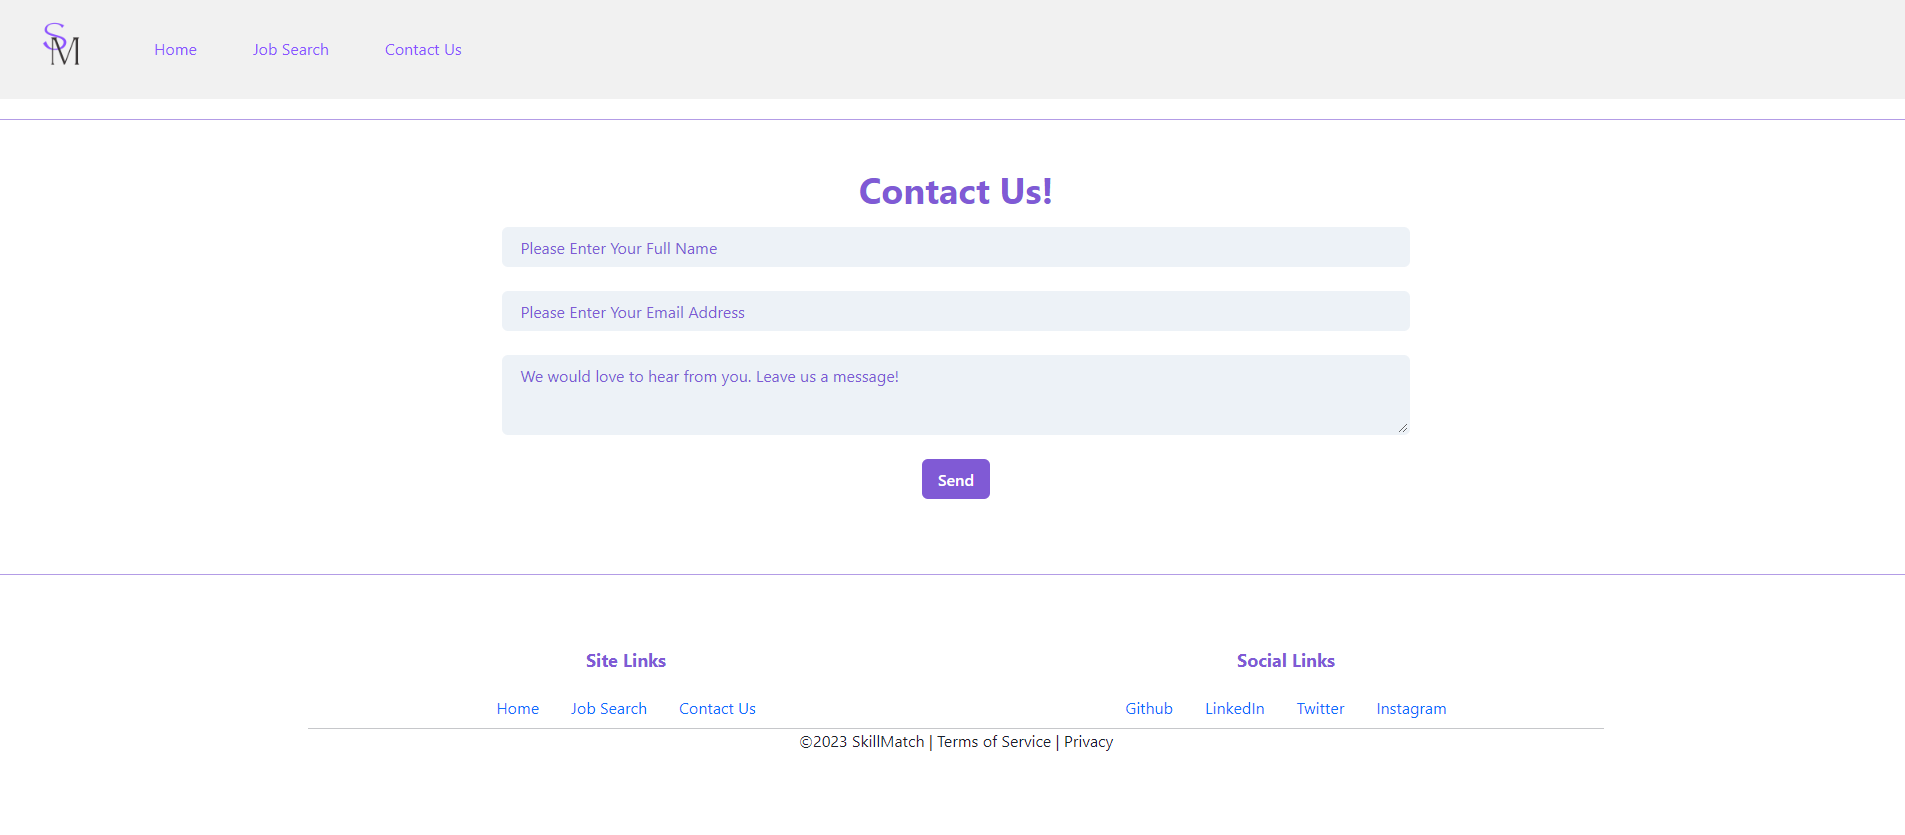 SM
Home Job Search Contact Us
Contact Us!
Please Enter Your Full Name
Please Enter Your Email Address
We would love to hear from you. Leave us a message!
Send
Site Links
Home Job Search Contact Us
Social Links
Github LinkedIn Twitter Instagram
©2023 SkillMatch | Terms of Service | Privacy